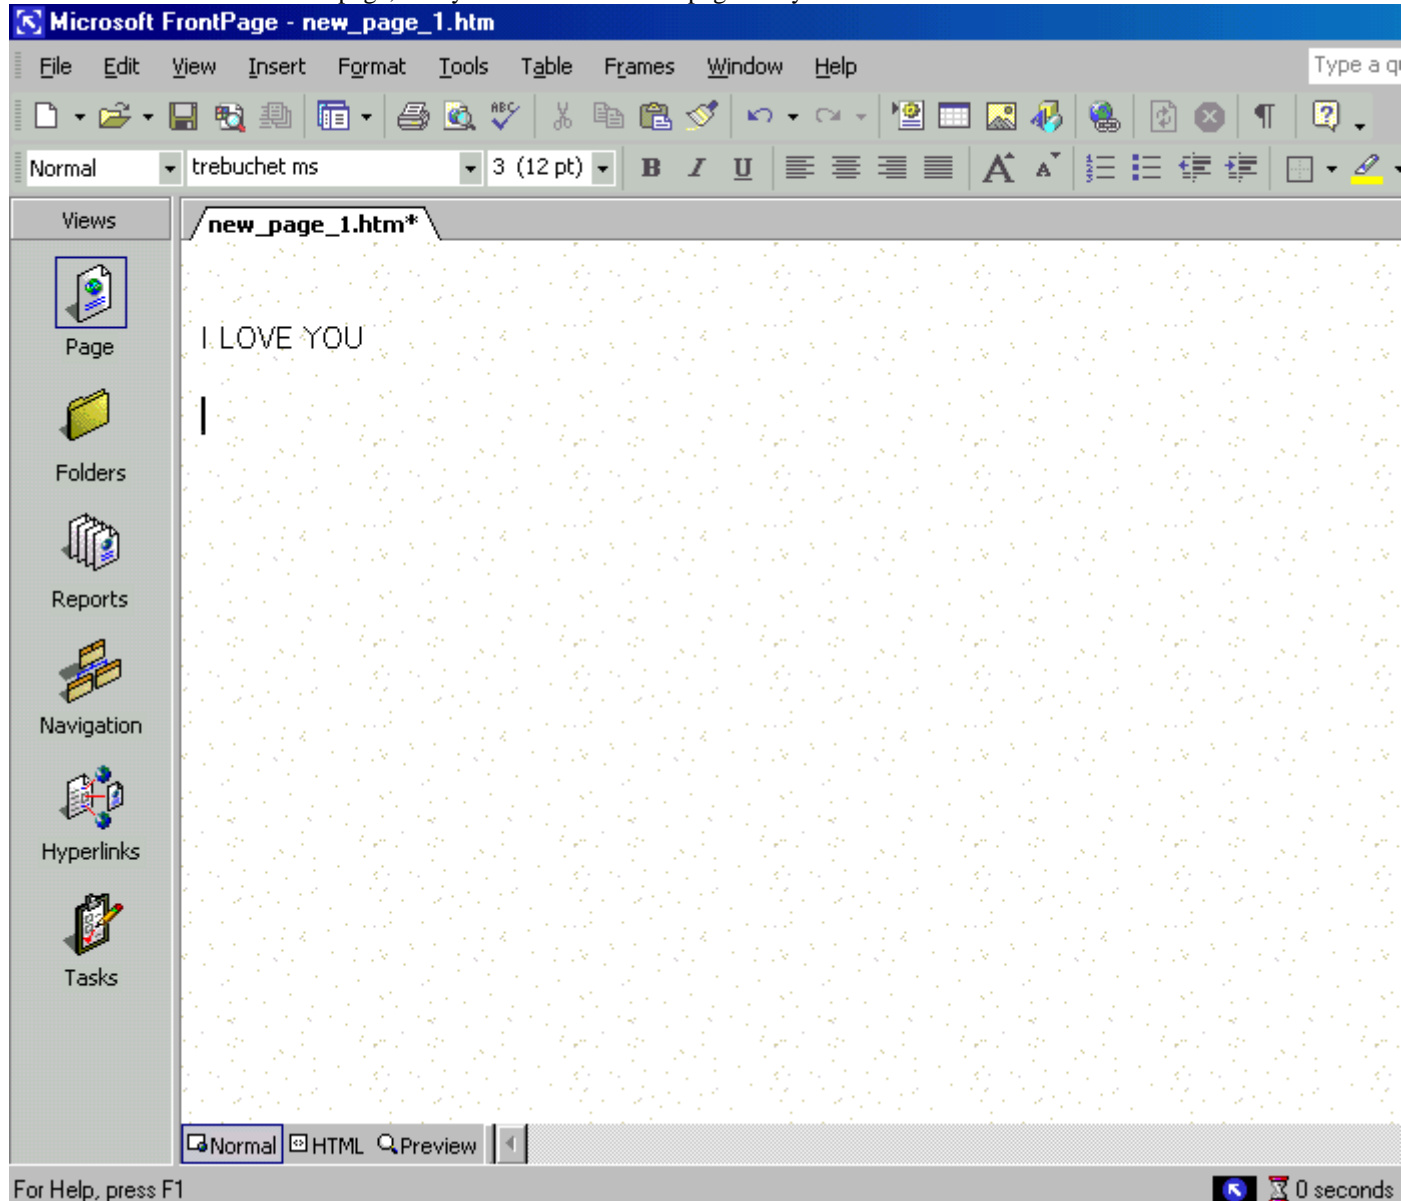 Microsoft FrontPage - new_page_1.htm
File Edit View Insert Format Tools Table Frames Window Help Type a qu
Normal trebuchet ms 3 (12 pt) B I U A A
Views new_page_1.htm*
I LOVE YOU
Page
Folders
Reports
Navigation
Hyperlinks
Tasks
Normal HTML Preview
For Help, press F1 0 seconds